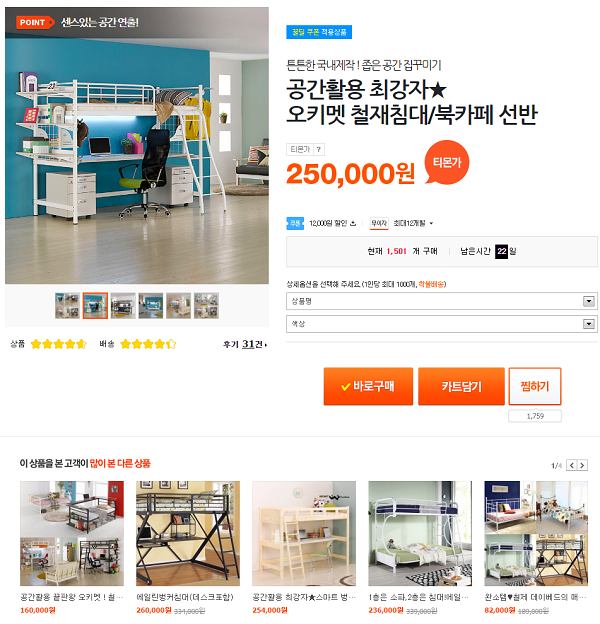 POINT 센스있는 공간 연출!
꿀딜 쿠폰 적용상품
튼튼한 국내제작 ! 좁은 공간 집꾸미기
공간활용 최강자★
오키멧 철재침대/북카페 선반
티몬가 ?
250,000원 티몬가
쿠폰 12,000원 할인 무이자 최대12개월
현재 1,501 개 구매 남은시간 22 일
상세옵션을 선택해 주세요 (1인당 최대 1000개, 착불배송)
상품명
색상
상품 배송 후기 31건
바로구매 카트담기 찜하기
1,759
이 상품을 본 고객이 많이 본 다른 상품
1/4
공간활용 끝판왕 오키멧 ! 철...
에일린벙커침대(데스크포함)
공간활용 최강자★스마트 벙...
1층은 소파,2층은 침대!에일...
완소템♥철제 데이베드의 매...
160,000원
260,000원 334,000원
254,000원
236,000원 339,000원
82,000원 189,000원